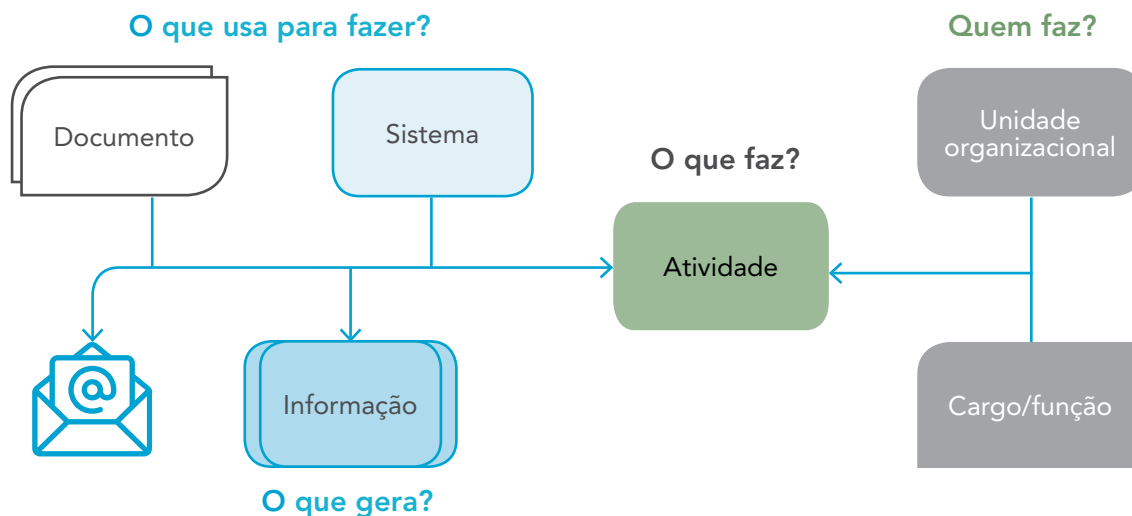 O que usa para fazer?
Quem faz?
Documento
Sistema
Unidade
organizacional
O que faz?
Atividade
@
Informação
Cargo/função
O que gera?